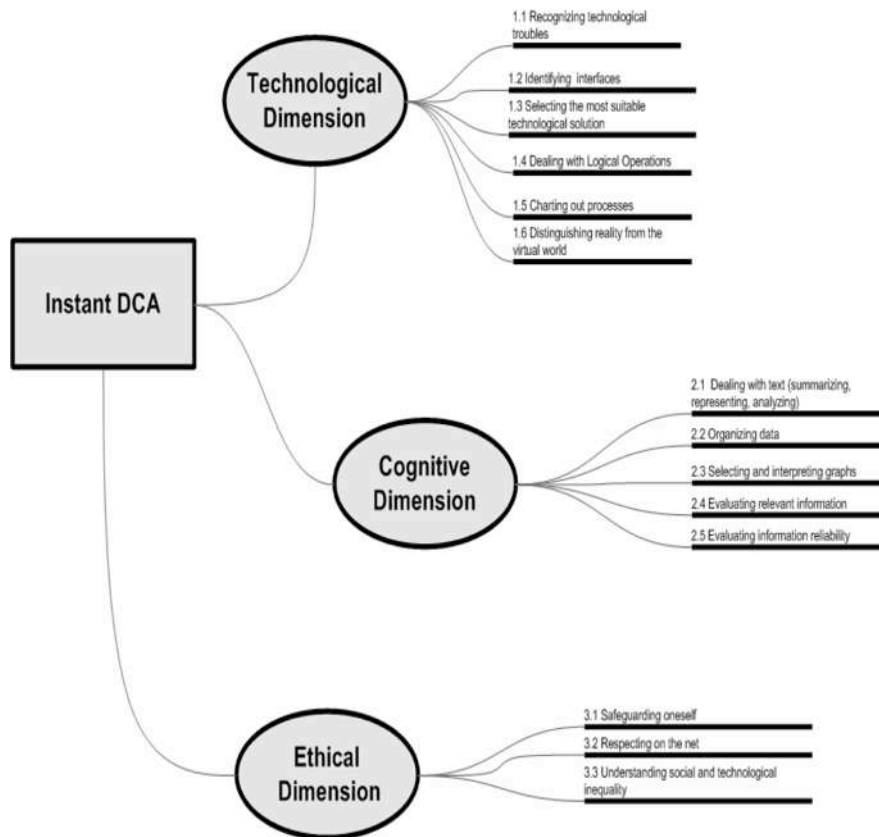 1.1 Recognizing technological
troubles
Technological
Dimension
1.2 Identifying interfaces
1.3 Selecting the most suitable
technological solution
1.4 Dealing with Logical Operations
1.5 Charting out processes
1.6 Distinguishing reality from the
virtual world
Instant DCA
2.1 Dealing with text (summarizing,
representing, analyzing)
2.2 Organizing data
Cognitive
Dimension
2.3 Selecting and interpreting graphs
2.4 Evaluating relevant information
2.5 Evaluating information reliability
3.1 Safeguarding oneself
3.2 Respecting on the net
Ethical
Dimension
3.3 Understanding social and technological
inequality